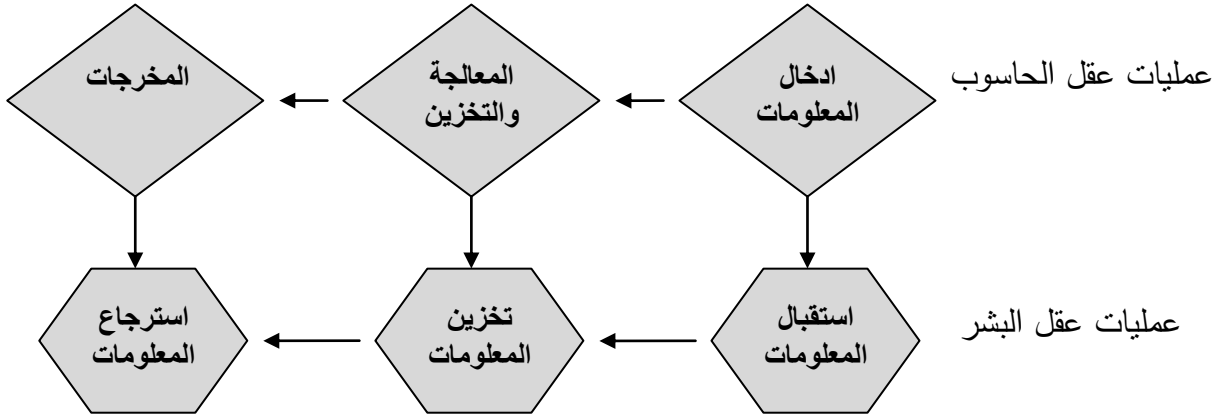 عمليات عقل الحاسوب
ادخال
المعلومات
المعالجة
والتخزين
المخرجات
عمليات عقل البشر
استقبال
المعلومات
تخزين
المعلومات
استرجاع
المعلومات